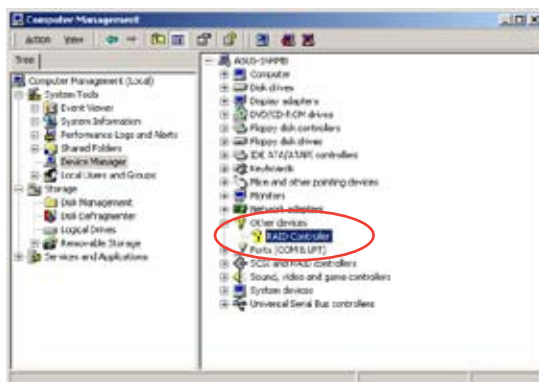 Computer Management
Action View
Tree
Computer Management (Local)
System Tools
Event Viewer
System Information
Performance Logs and Alerts
Shared Folders
Device Manager
Local Users and Groups
Storage
Disk Management
Disk Defragmenter
Logical Drives
Removable Storage
Services and Applications
Computer
Disk drives
Display adapters
DVD/CD-ROM drives
Floppy disk controllers
Floppy disk drives
IDE ATA/ATAPI controllers
Keyboards
Mice and other pointing devices
Monitors
Network adapters
Other devices
RAID Controller
Ports (COM & LPT)
SCSI and RAID controllers
Sound, video and game controllers
System devices
Universal Serial Bus controllers